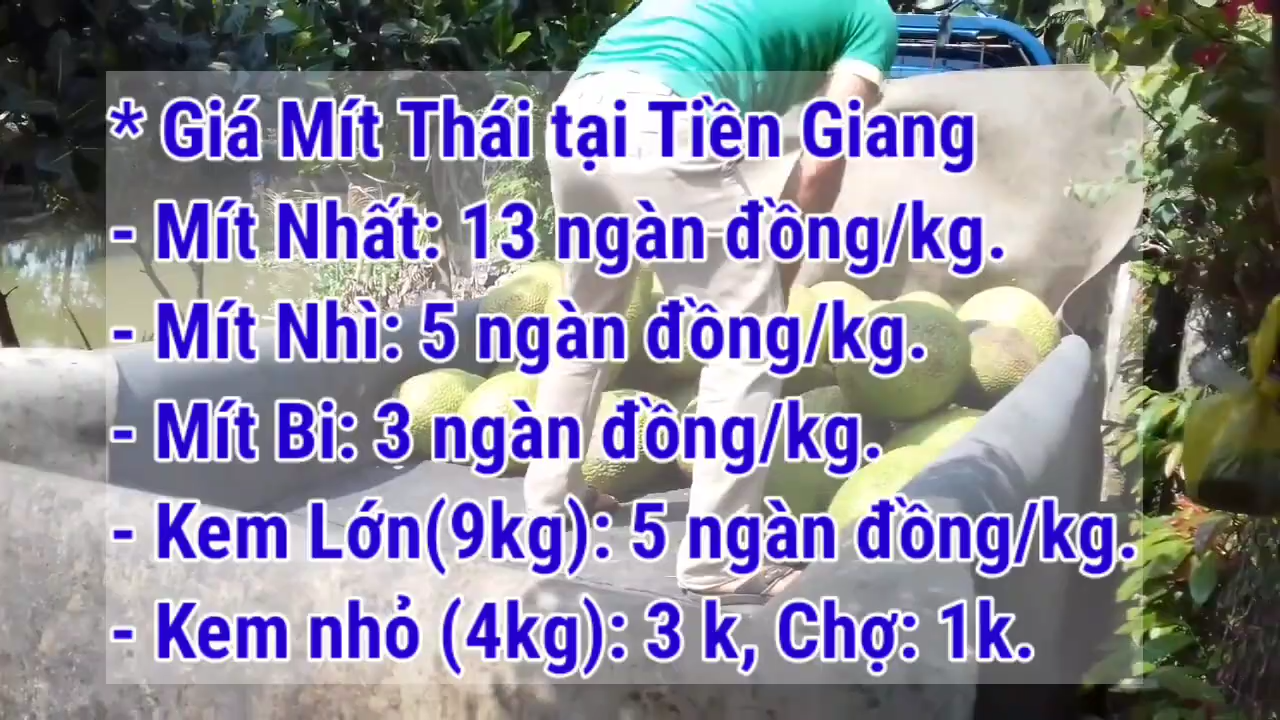 * Giá Mít Thái tại Tiền Giang
- Mít Nhất: 13 ngàn đồng/kg.
- Mít Nhì: 5 ngàn đồng/kg.
- Mít Bi: 3 ngàn đồng/kg.
- Kem Lớn(9kg): 5 ngàn đồng/kg.
- Kem nhỏ (4kg): 3 k, Chợ: 1k.